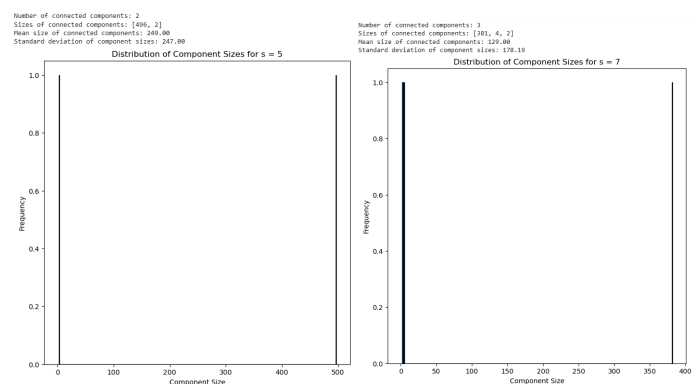 Number of connected components: 2
Sizes of connected components: [496, 2]
Mean size of connected components: 249.00
Standard deviation of component sizes: 247.00
Distribution of Component Sizes for s = 5
1.0
0.8
0.6
0.4
0.2
0.0
Frequency
0 100 200 300 400 500
Component Size
Number of connected components: 3
Sizes of connected components: [381, 4, 2]
Mean size of connected components: 129.00
Standard deviation of component sizes: 178.19
Distribution of Component Sizes for s = 7
1.0
0.8
0.6
0.4
0.2
0.0
Frequency
0 50 100 150 200 250 300 350 400
Component Size